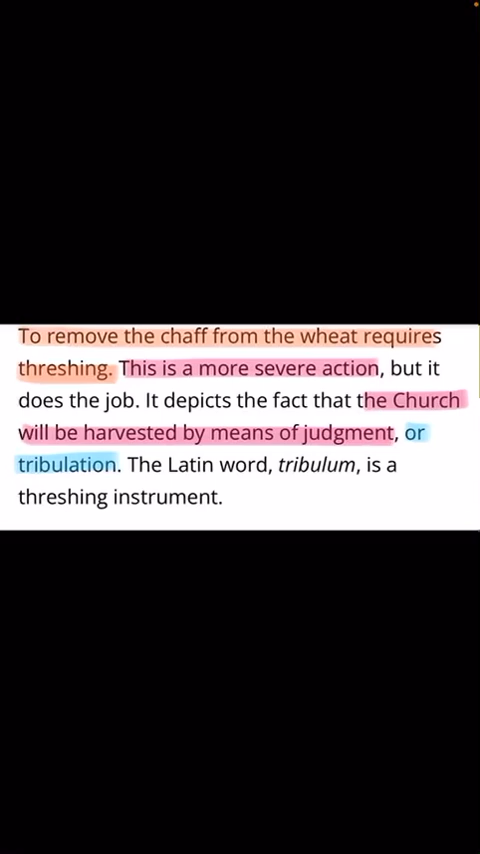 To remove the chaff from the wheat requires
threshing. This is a more severe action, but it
does the job. It depicts the fact that the Church
will be harvested by means of judgment, or
tribulation. The Latin word, tribulum, is a
threshing instrument.